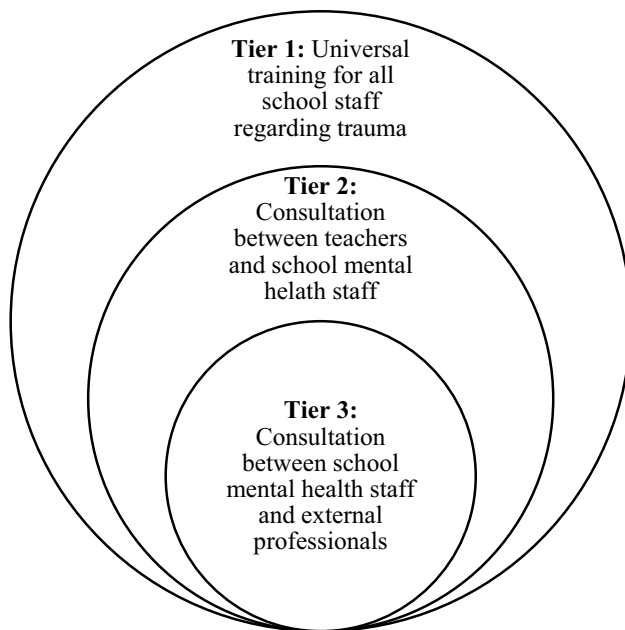 Tier 1: Universal
training for all
school staff
regarding trauma
Tier 2:
Consultation
between teachers
and school mental
helath staff
Tier 3:
Consultation
between school
mental health staff
and external
professionals